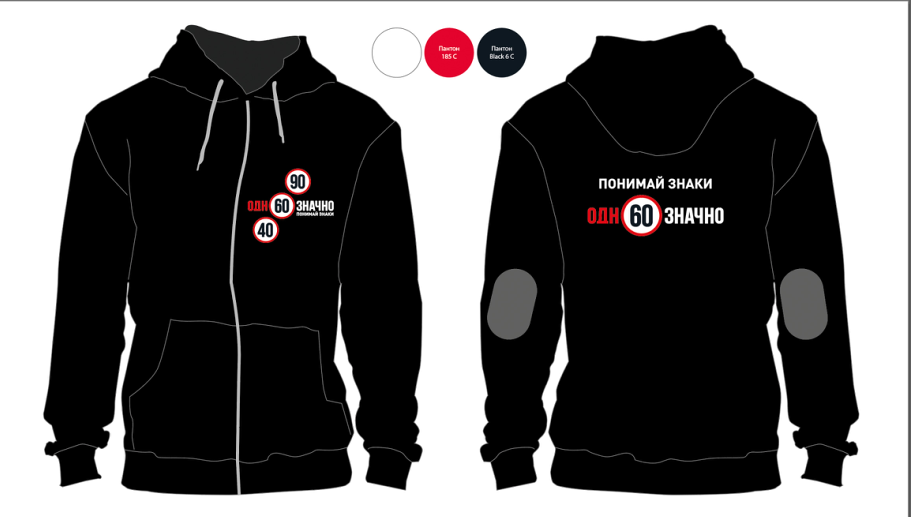 Пантон
185 C
Пантон
Black 6 C
90
ОДН 60 ЗНАЧНО
ПОНИМАЙ ЗНАКИ
40
ПОНИМАЙ ЗНАКИ
ОДН 60 ЗНАЧНО